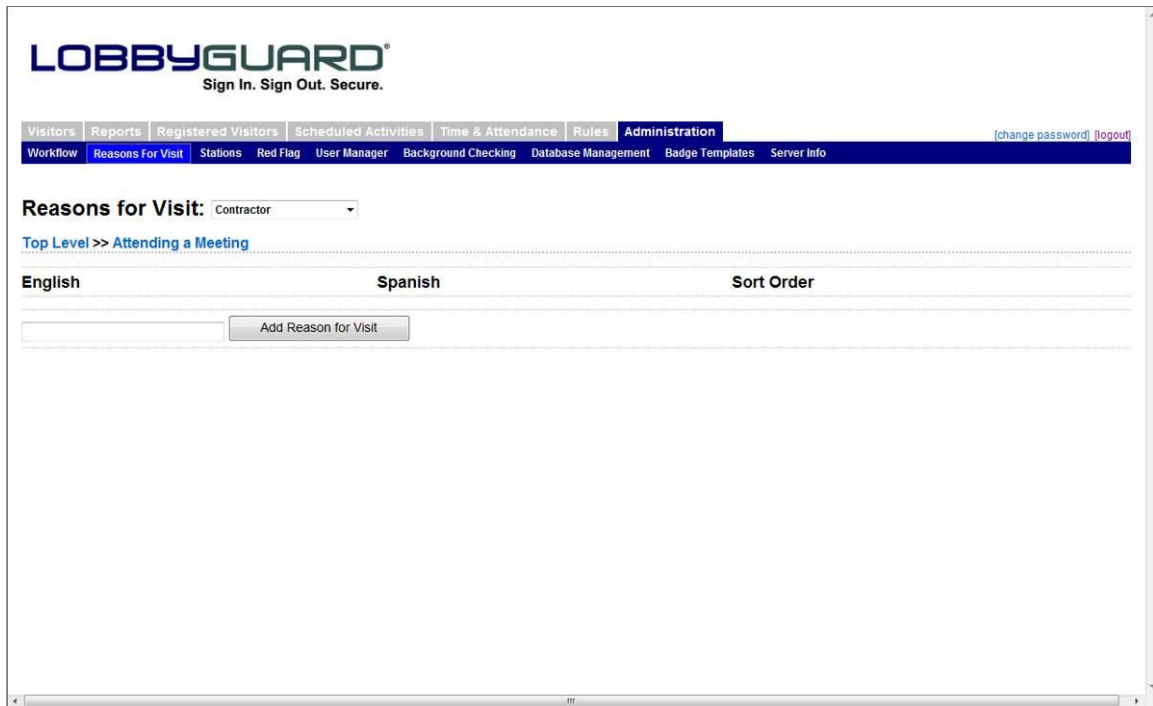 LOBBYGUARD®
Sign In. Sign Out. Secure.
Visitors Reports Registered Visitors Scheduled Activities Time & Attendance Rules Administration [change password] [logout]
Workflow Reasons For Visit Stations Red Flag User Manager Background Checking Database Management Badge Templates Server Info
Reasons for Visit: Contractor
Top Level >> Attending a Meeting
English Spanish Sort Order
Add Reason for Visit